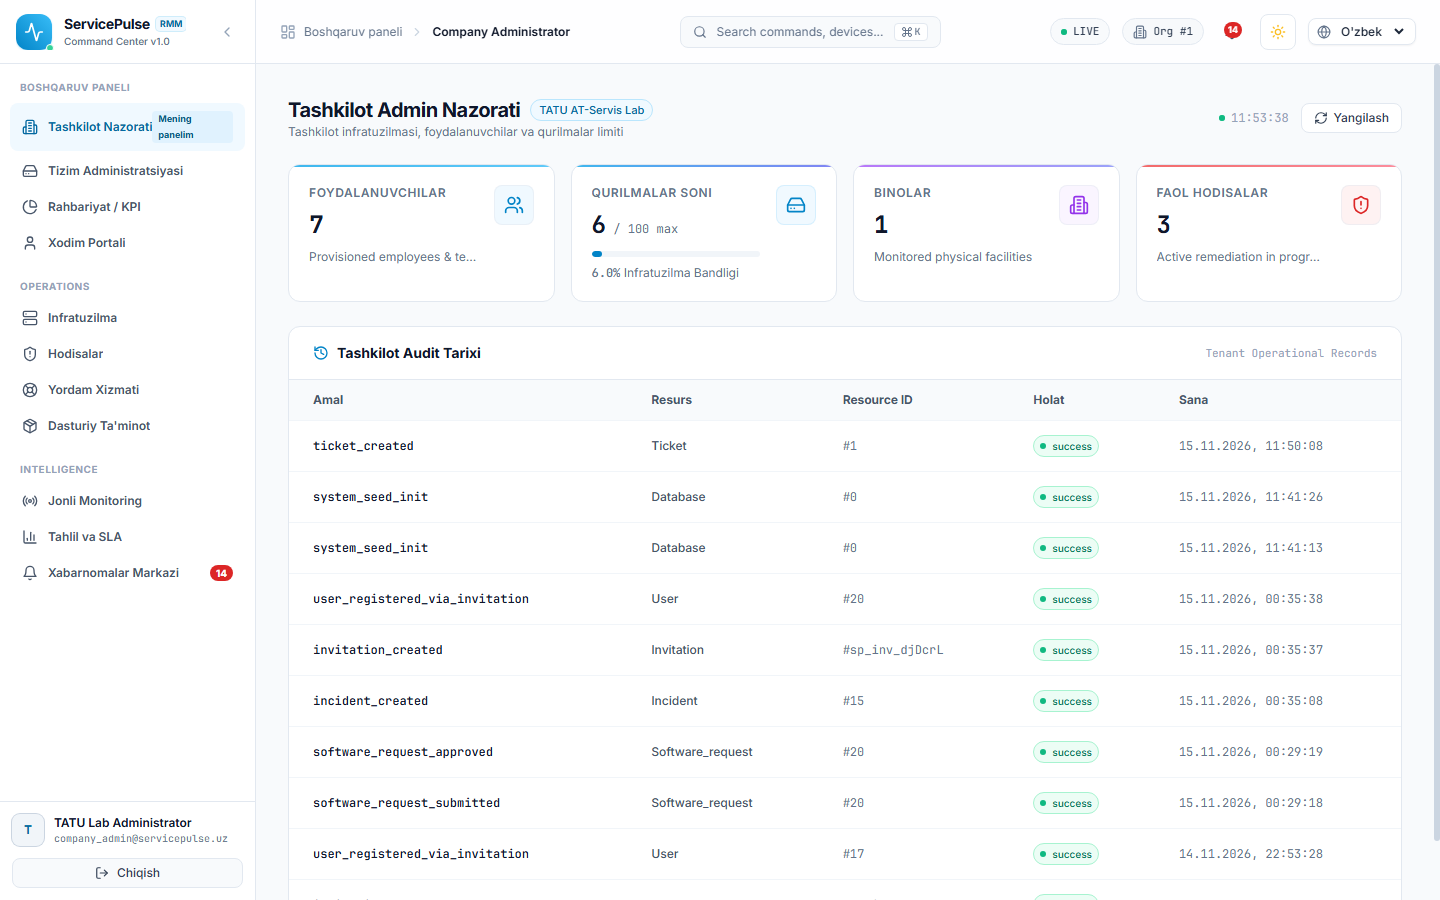 ServicePulse RMM
Command Center v1.0
BOSHQARUV PANELI
Tashkilot Nazorati
Mening
panelim
Tizim Administratsiyasi
Rahbariyat / KPI
Xodim Portali
OPERATIONS
Infratuzilma
Hodisalar
Yordam Xizmati
Dasturiy Ta'minot
INTELLIGENCE
Jonli Monitoring
Tahlil va SLA
Xabarnomalar Markazi 14
T
TATU Lab Administrator
company_admin@servicepulse.uz
Chiqish
Boshqaruv paneli Company Administrator
Search commands, devices... ⌘K
LIVE
Org #1
14
O'zbek
Tashkilot Admin Nazorati TATU AT-Servis Lab
Tashkilot infratuzilmasi, foydalanuvchilar va qurilmalar limiti
11:53:38
Yangilash
FOYDALANUVCHILAR
7
Provisioned employees & te...
QURILMALAR SONI
6 / 100 max
6.0% Infratuzilma Bandligi
BINOLAR
1
Monitored physical facilities
FAOL HODISALAR
3
Active remediation in progr...
Tashkilot Audit Tarixi
Tenant Operational Records
Amal Resurs Resource ID Holat Sana
ticket_created Ticket #1 success 15.11.2026, 11:50:08
system_seed_init Database #0 success 15.11.2026, 11:41:26
system_seed_init Database #0 success 15.11.2026, 11:41:13
user_registered_via_invitation User #20 success 15.11.2026, 00:35:38
invitation_created Invitation #sp_inv_djDcrL success 15.11.2026, 00:35:37
incident_created Incident #15 success 15.11.2026, 00:35:08
software_request_approved Software_request #20 success 15.11.2026, 00:29:19
software_request_submitted Software_request #20 success 15.11.2026, 00:29:18
user_registered_via_invitation User #17 success 14.11.2026, 22:53:28